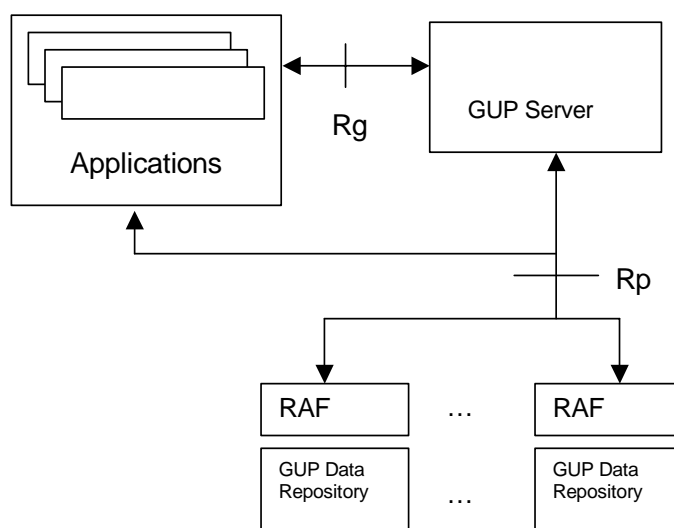 GUP Server
Rg
Applications
Rp
RAF
...
RAF
GUP Data
Repository
...
GUP Data
Repository